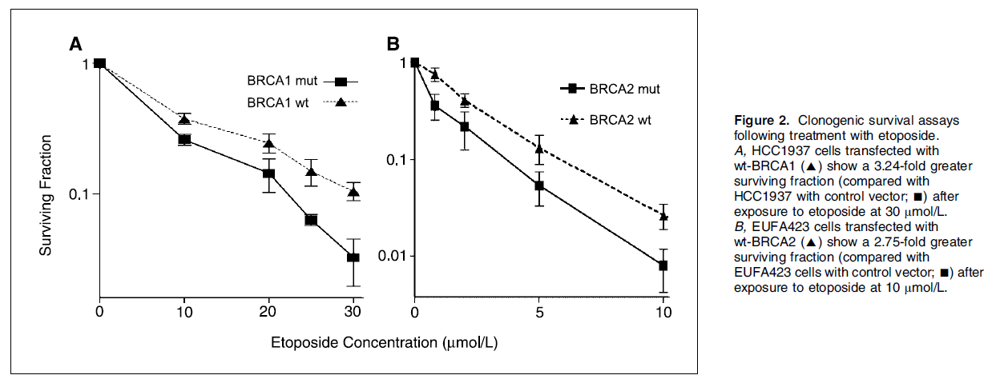 A
B
1
0.1
0
10
20
30
BRCA1 mut
BRCA1 wt
1
0.1
0.01
0
5
10
BRCA2 mut
BRCA2 wt
Surviving Fraction
Etoposide Concentration (μmol/L)
Figure 2. Clonogenic survival assays
following treatment with etoposide.
A, HCC1937 cells transfected with
wt-BRCA1 (▲) show a 3.24-fold greater
surviving fraction (compared with
HCC1937 with control vector; ■) after
exposure to etoposide at 30 μmol/L.
B, EUFA423 cells transfected with
wt-BRCA2 (▲) show a 2.75-fold greater
surviving fraction (compared with
EUFA423 cells with control vector; ■) after
exposure to etoposide at 10 μmol/L.